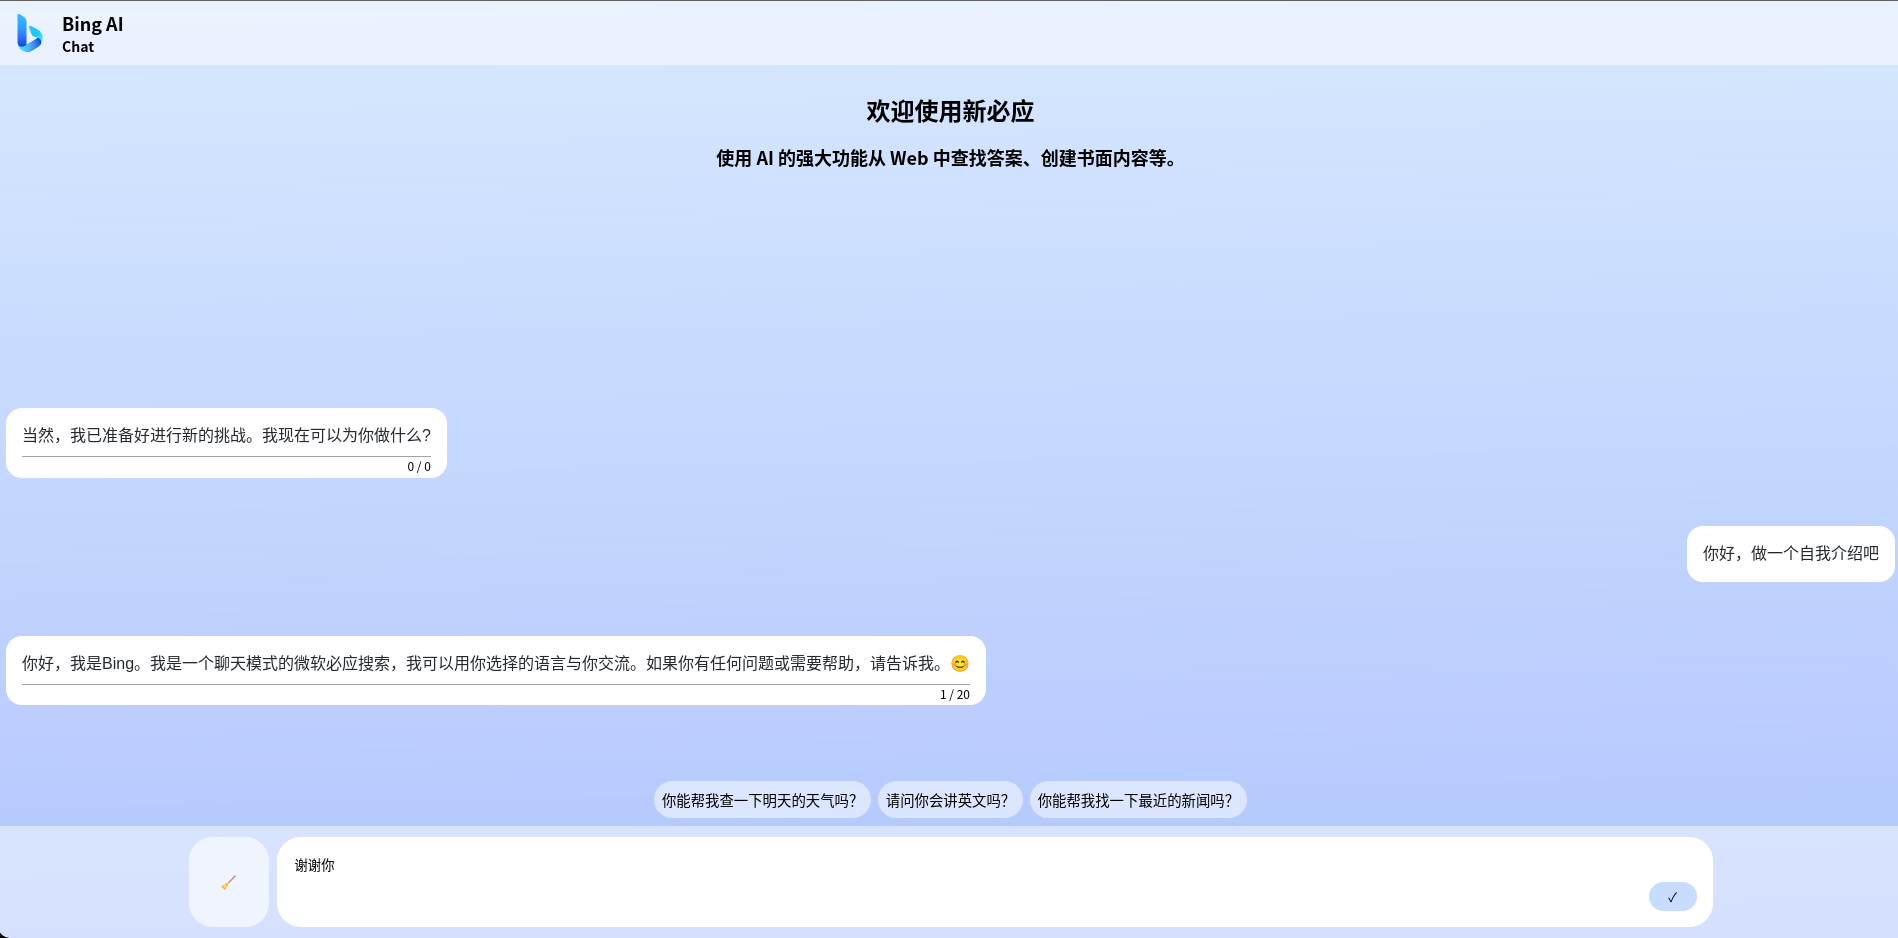 Bing AI
Chat
欢迎使用新必应
使用 AI 的强大功能从 Web 中查找答案、创建书面内容等。
当然，我已准备好进行新的挑战。我现在可以为你做什么?
0 / 0
你好，做一个自我介绍吧
你好，我是Bing。我是一个聊天模式的微软必应搜索，我可以用你选择的语言与你交流。如果你有任何问题或需要帮助，请告诉我。😊
1 / 20
你能帮我查一下明天的天气吗？
请问你会讲英文吗？
你能帮我找一下最近的新闻吗？
谢谢你